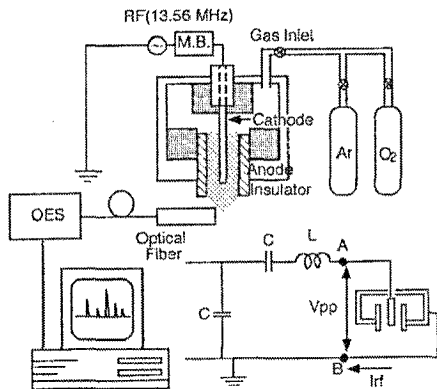 RF(13.56 MHz)
M.B.
Gas Inlet
Cathode
Ar
O2
Anode
Insulator
OES
Optical
Fiber
C
L
A
C
Vpp
B
Irf